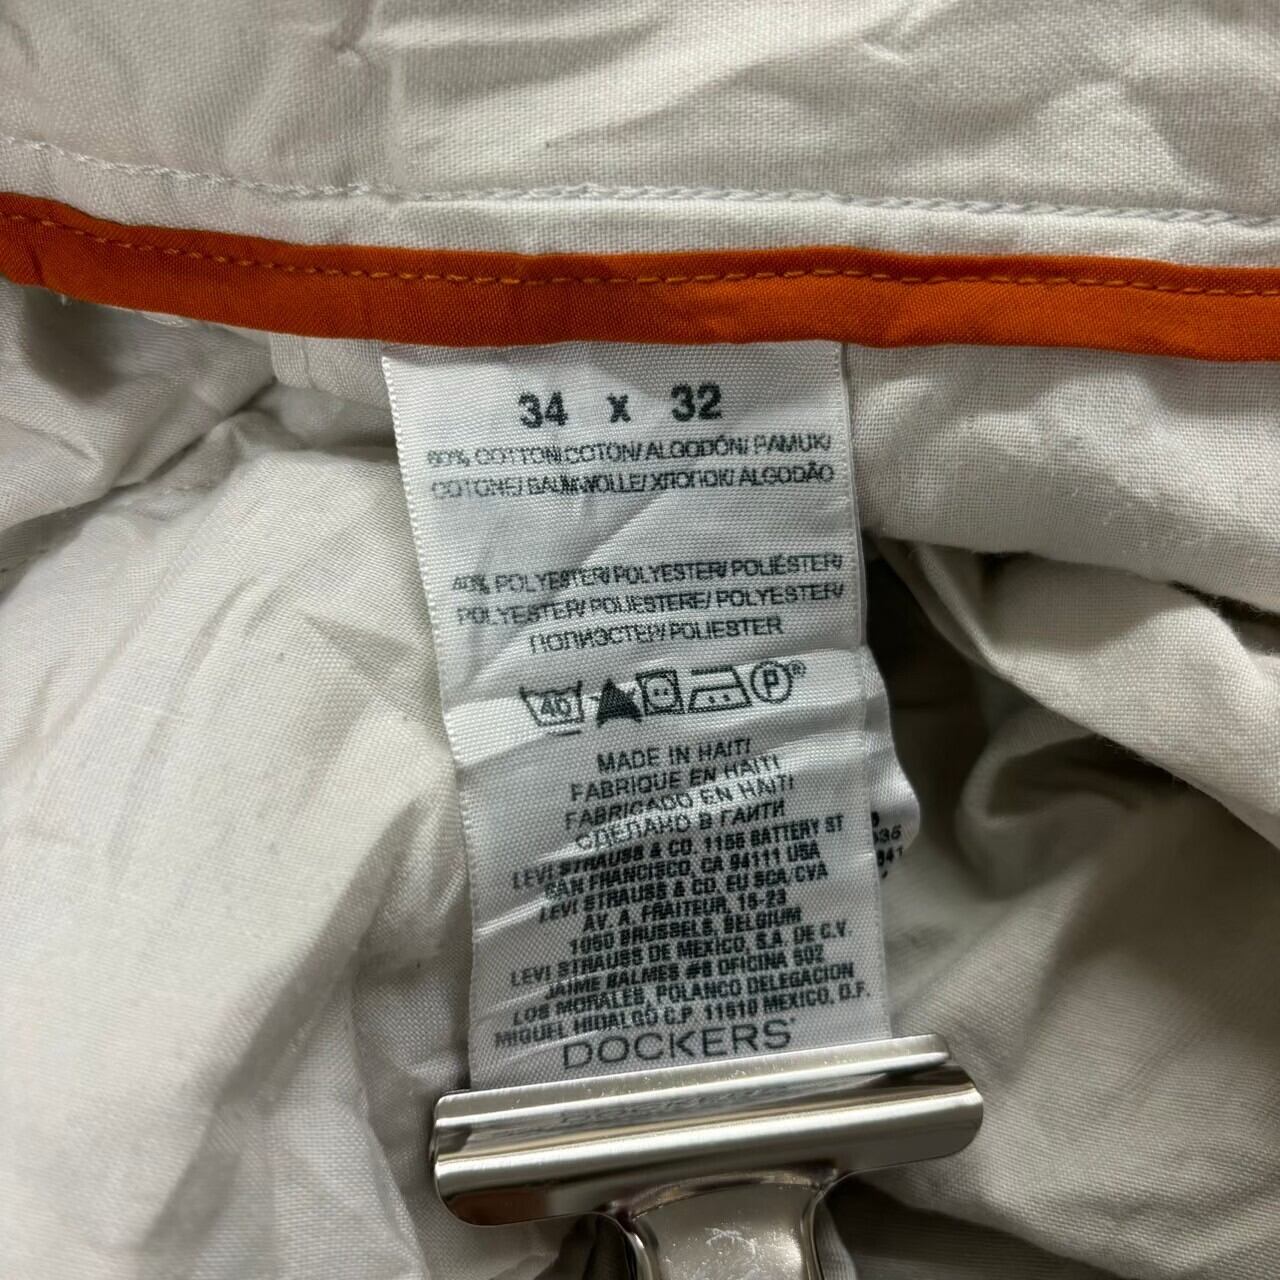 34 x 32
60% COTTON/COTON/ALGODÓN/PAMUK/
COTONE/BAUMWOLLE/ХЛОПОК/ALGODÃO
40% POLYESTER/POLYESTER/POLIÉSTER/
POLYESTER/POLIESTERE/POLYESTER/
ПОЛИЭСТЕР/POLIESTER
40 P®
MADE IN HAITI
FABRIQUE EN HAITI
FABRICADO EN HAITI
СДЕЛАНО В ГАИТИ
LEVI STRAUSS & CO. 1155 BATTERY ST
SAN FRANCISCO, CA 94111 USA
LEVI STRAUSS & CO. EU SCA/CVA
AV. A. FRAITEUR, 15-23
1050 BRUSSELS, BELGIUM
LEVI STRAUSS DE MEXICO, S.A. DE C.V.
JAIME BALMES #8 OFICINA 502
LOS MORALES, POLANCO DELEGACION
MIGUEL HIDALGO C.P. 11510 MEXICO, D.F.
DOCKERS